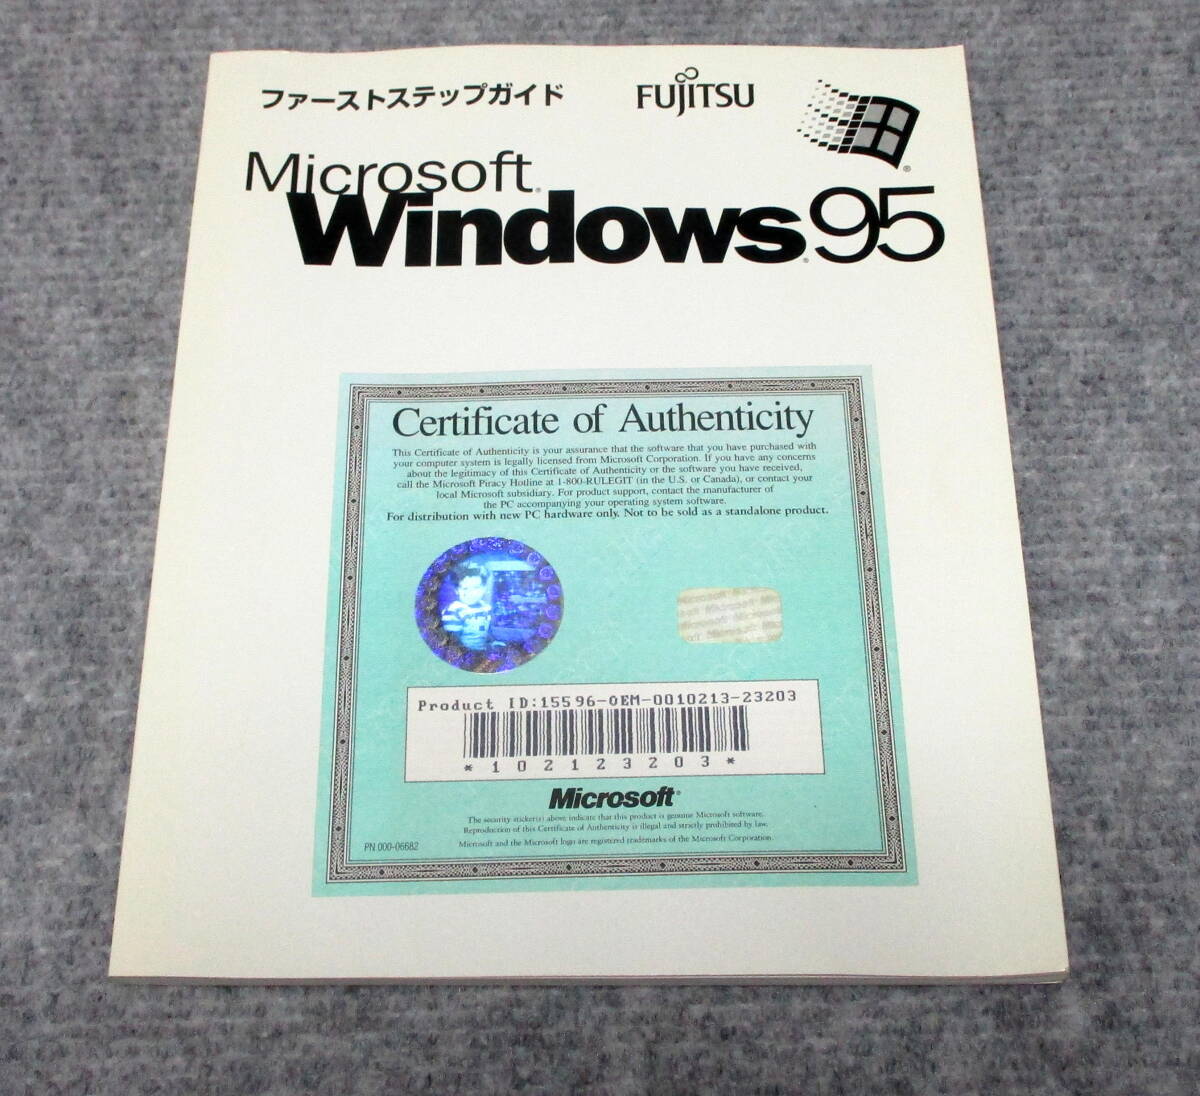 ファーストステップガイド
FUJITSU
Microsoft®
Windows®95
Certificate of Authenticity
This Certificate of Authenticity is your assurance that the software that you have purchased with
your computer system is legally licensed from Microsoft Corporation. If you have any concerns
about the legitimacy of this Certificate of Authenticity or the software you have received,
call the Microsoft Piracy Hotline at 1-800-RULEGIT (in the U.S. or Canada), or contact your
local Microsoft subsidiary. For product support, contact the manufacturer of
the PC accompanying your operating system software.
For distribution with new PC hardware only. Not to be sold as a standalone product.
Microsoft
Product ID:15596-OEM-0010213-23203
*102123203*
Microsoft®
The security sticker(s) above indicate that this product is genuine Microsoft software.
Reproduction of this Certificate of Authenticity is illegal and strictly prohibited by law.
PN 000-06682
Microsoft and the Microsoft logo are registered trademarks of the Microsoft Corporation.